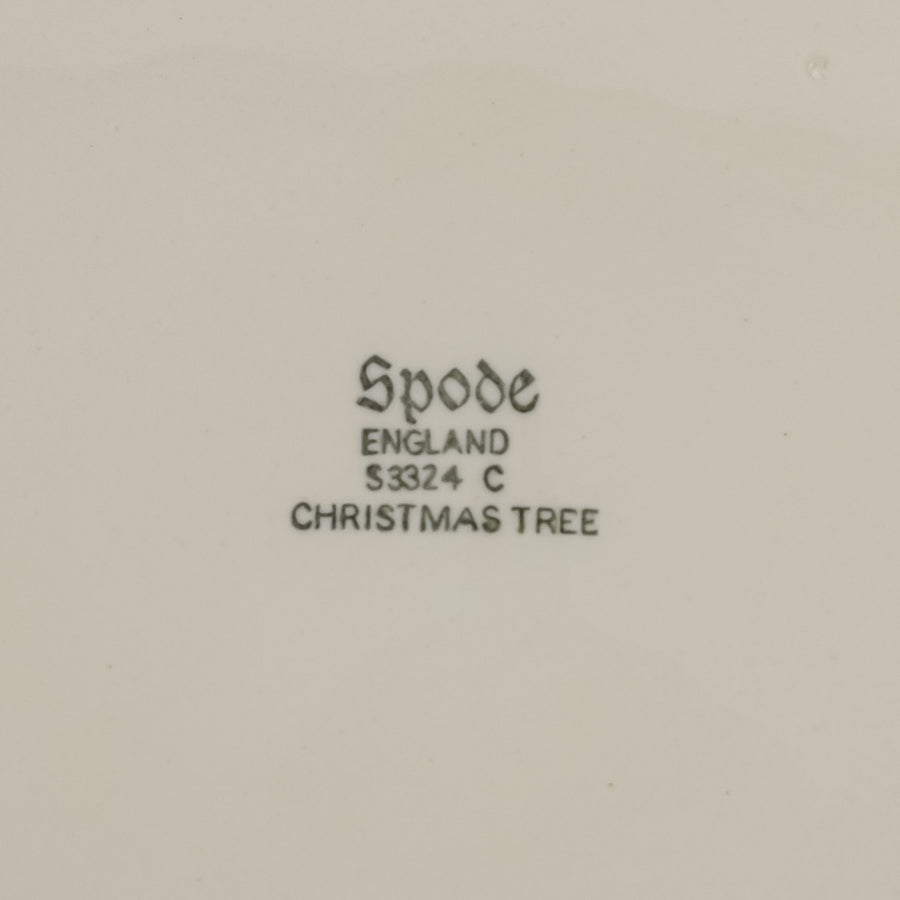 Spode
ENGLAND
S3324 C
CHRISTMAS TREE